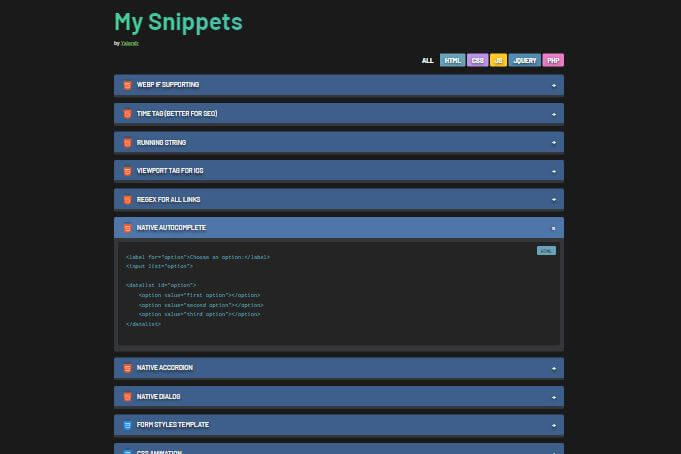 My Snippets
by
ALL HTML CSS JS JQUERY PHP
WEBP IF SUPPORTING +
TIME TAG (BETTER FOR SEO) +
RUNNING STRING +
VIEWPORT TAG FOR IOS +
REGEX FOR ALL LINKS +
NATIVE AUTOCOMPLETE
HTML
<label for="option">Choose an option:</label>
<input list="option">
<datalist id="option">
<option value="first option"></option>
<option value="second option"></option>
<option value="third option"></option>
</datalist>
NATIVE ACCORDION +
NATIVE DIALOG +
FORM STYLES TEMPLATE +
CSS ANIMATION